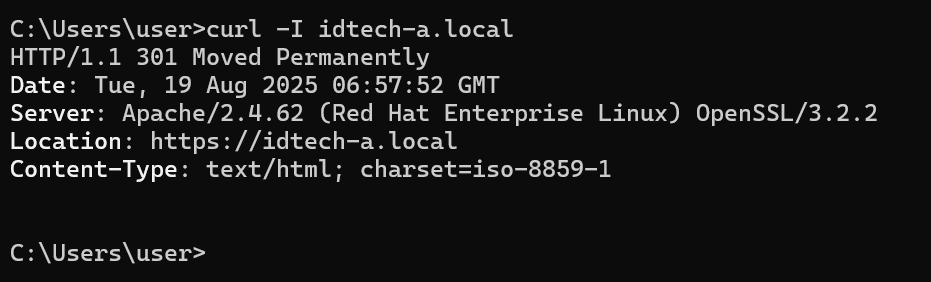 C:\Users\user>curl -I idtech-a.local
HTTP/1.1 301 Moved Permanently
Date: Tue, 19 Aug 2025 06:57:52 GMT
Server: Apache/2.4.62 (Red Hat Enterprise Linux) OpenSSL/3.2.2
Location: https://idtech-a.local
Content-Type: text/html; charset=iso-8859-1
C:\Users\user>